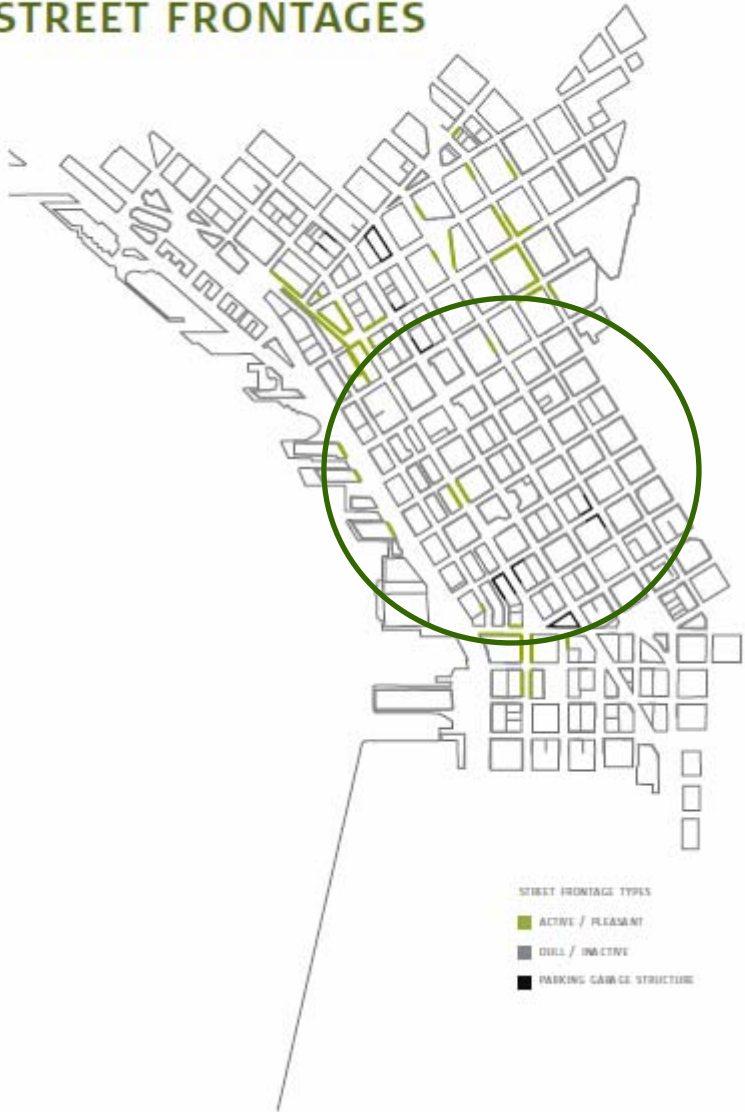 STREET FRONTAGES
STREET FRONTAGE TYPES
ACTIVE / PLEASANT
DULL / INACTIVE
PARKING GARAGE STRUCTURE